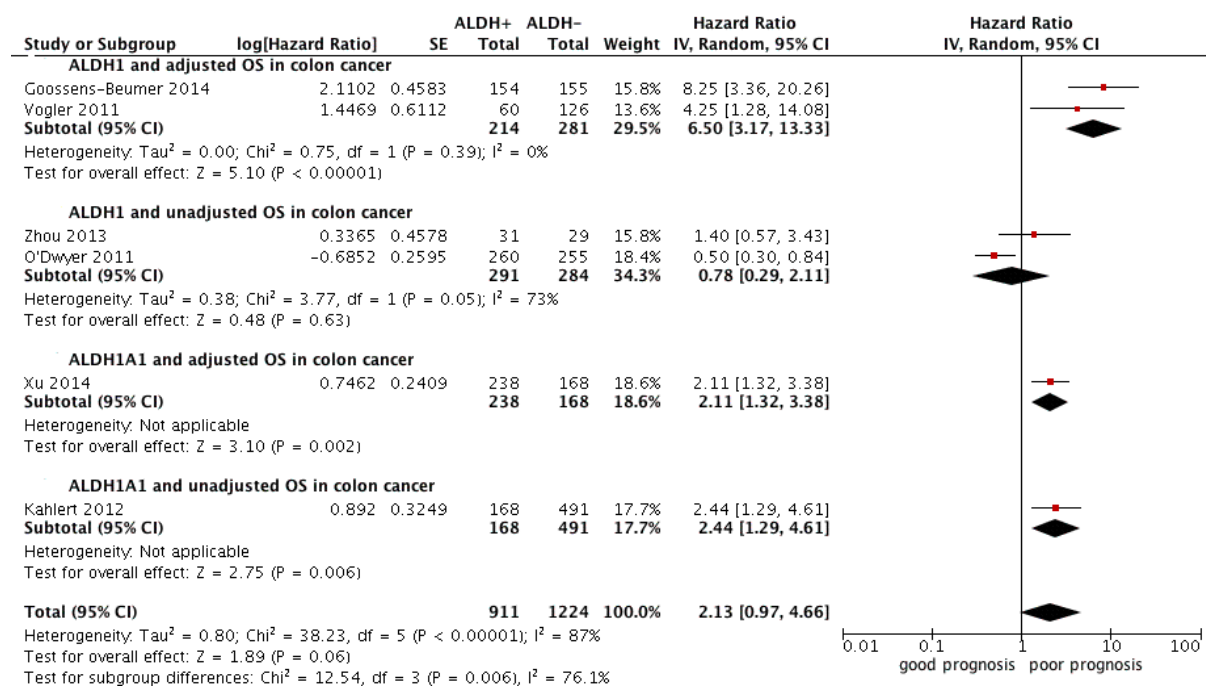 ALDH+ ALDH− Hazard Ratio Hazard Ratio
Study or Subgroup log[Hazard Ratio] SE Total Total Weight IV, Random, 95% CI IV, Random, 95% CI
ALDH1 and adjusted OS in colon cancer
Goossens-Beumer 2014 2.1102 0.4583 154 155 15.8% 8.25 [3.36, 20.26]
Vogler 2011 1.4469 0.6112 60 126 13.6% 4.25 [1.28, 14.08]
Subtotal (95% CI) 214 281 29.5% 6.50 [3.17, 13.33]
Heterogeneity: Tau² = 0.00; Chi² = 0.75, df = 1 (P = 0.39); I² = 0%
Test for overall effect: Z = 5.10 (P < 0.00001)
ALDH1 and unadjusted OS in colon cancer
Zhou 2013 0.3365 0.4578 31 29 15.8% 1.40 [0.57, 3.43]
O'Dwyer 2011 −0.6852 0.2595 260 255 18.4% 0.50 [0.30, 0.84]
Subtotal (95% CI) 291 284 34.3% 0.78 [0.29, 2.11]
Heterogeneity: Tau² = 0.38; Chi² = 3.77, df = 1 (P = 0.05); I² = 73%
Test for overall effect: Z = 0.48 (P = 0.63)
ALDH1A1 and adjusted OS in colon cancer
Xu 2014 0.7462 0.2409 238 168 18.6% 2.11 [1.32, 3.38]
Subtotal (95% CI) 238 168 18.6% 2.11 [1.32, 3.38]
Heterogeneity: Not applicable
Test for overall effect: Z = 3.10 (P = 0.002)
ALDH1A1 and unadjusted OS in colon cancer
Kahlert 2012 0.892 0.3249 168 491 17.7% 2.44 [1.29, 4.61]
Subtotal (95% CI) 168 491 17.7% 2.44 [1.29, 4.61]
Heterogeneity: Not applicable
Test for overall effect: Z = 2.75 (P = 0.006)
Total (95% CI) 911 1224 100.0% 2.13 [0.97, 4.66]
Heterogeneity: Tau² = 0.80; Chi² = 38.23, df = 5 (P < 0.00001); I² = 87%
Test for overall effect: Z = 1.89 (P = 0.06)
Test for subgroup differences: Chi² = 12.54, df = 3 (P = 0.006), I² = 76.1%
0.01 0.1 1 10 100
good prognosis poor prognosis